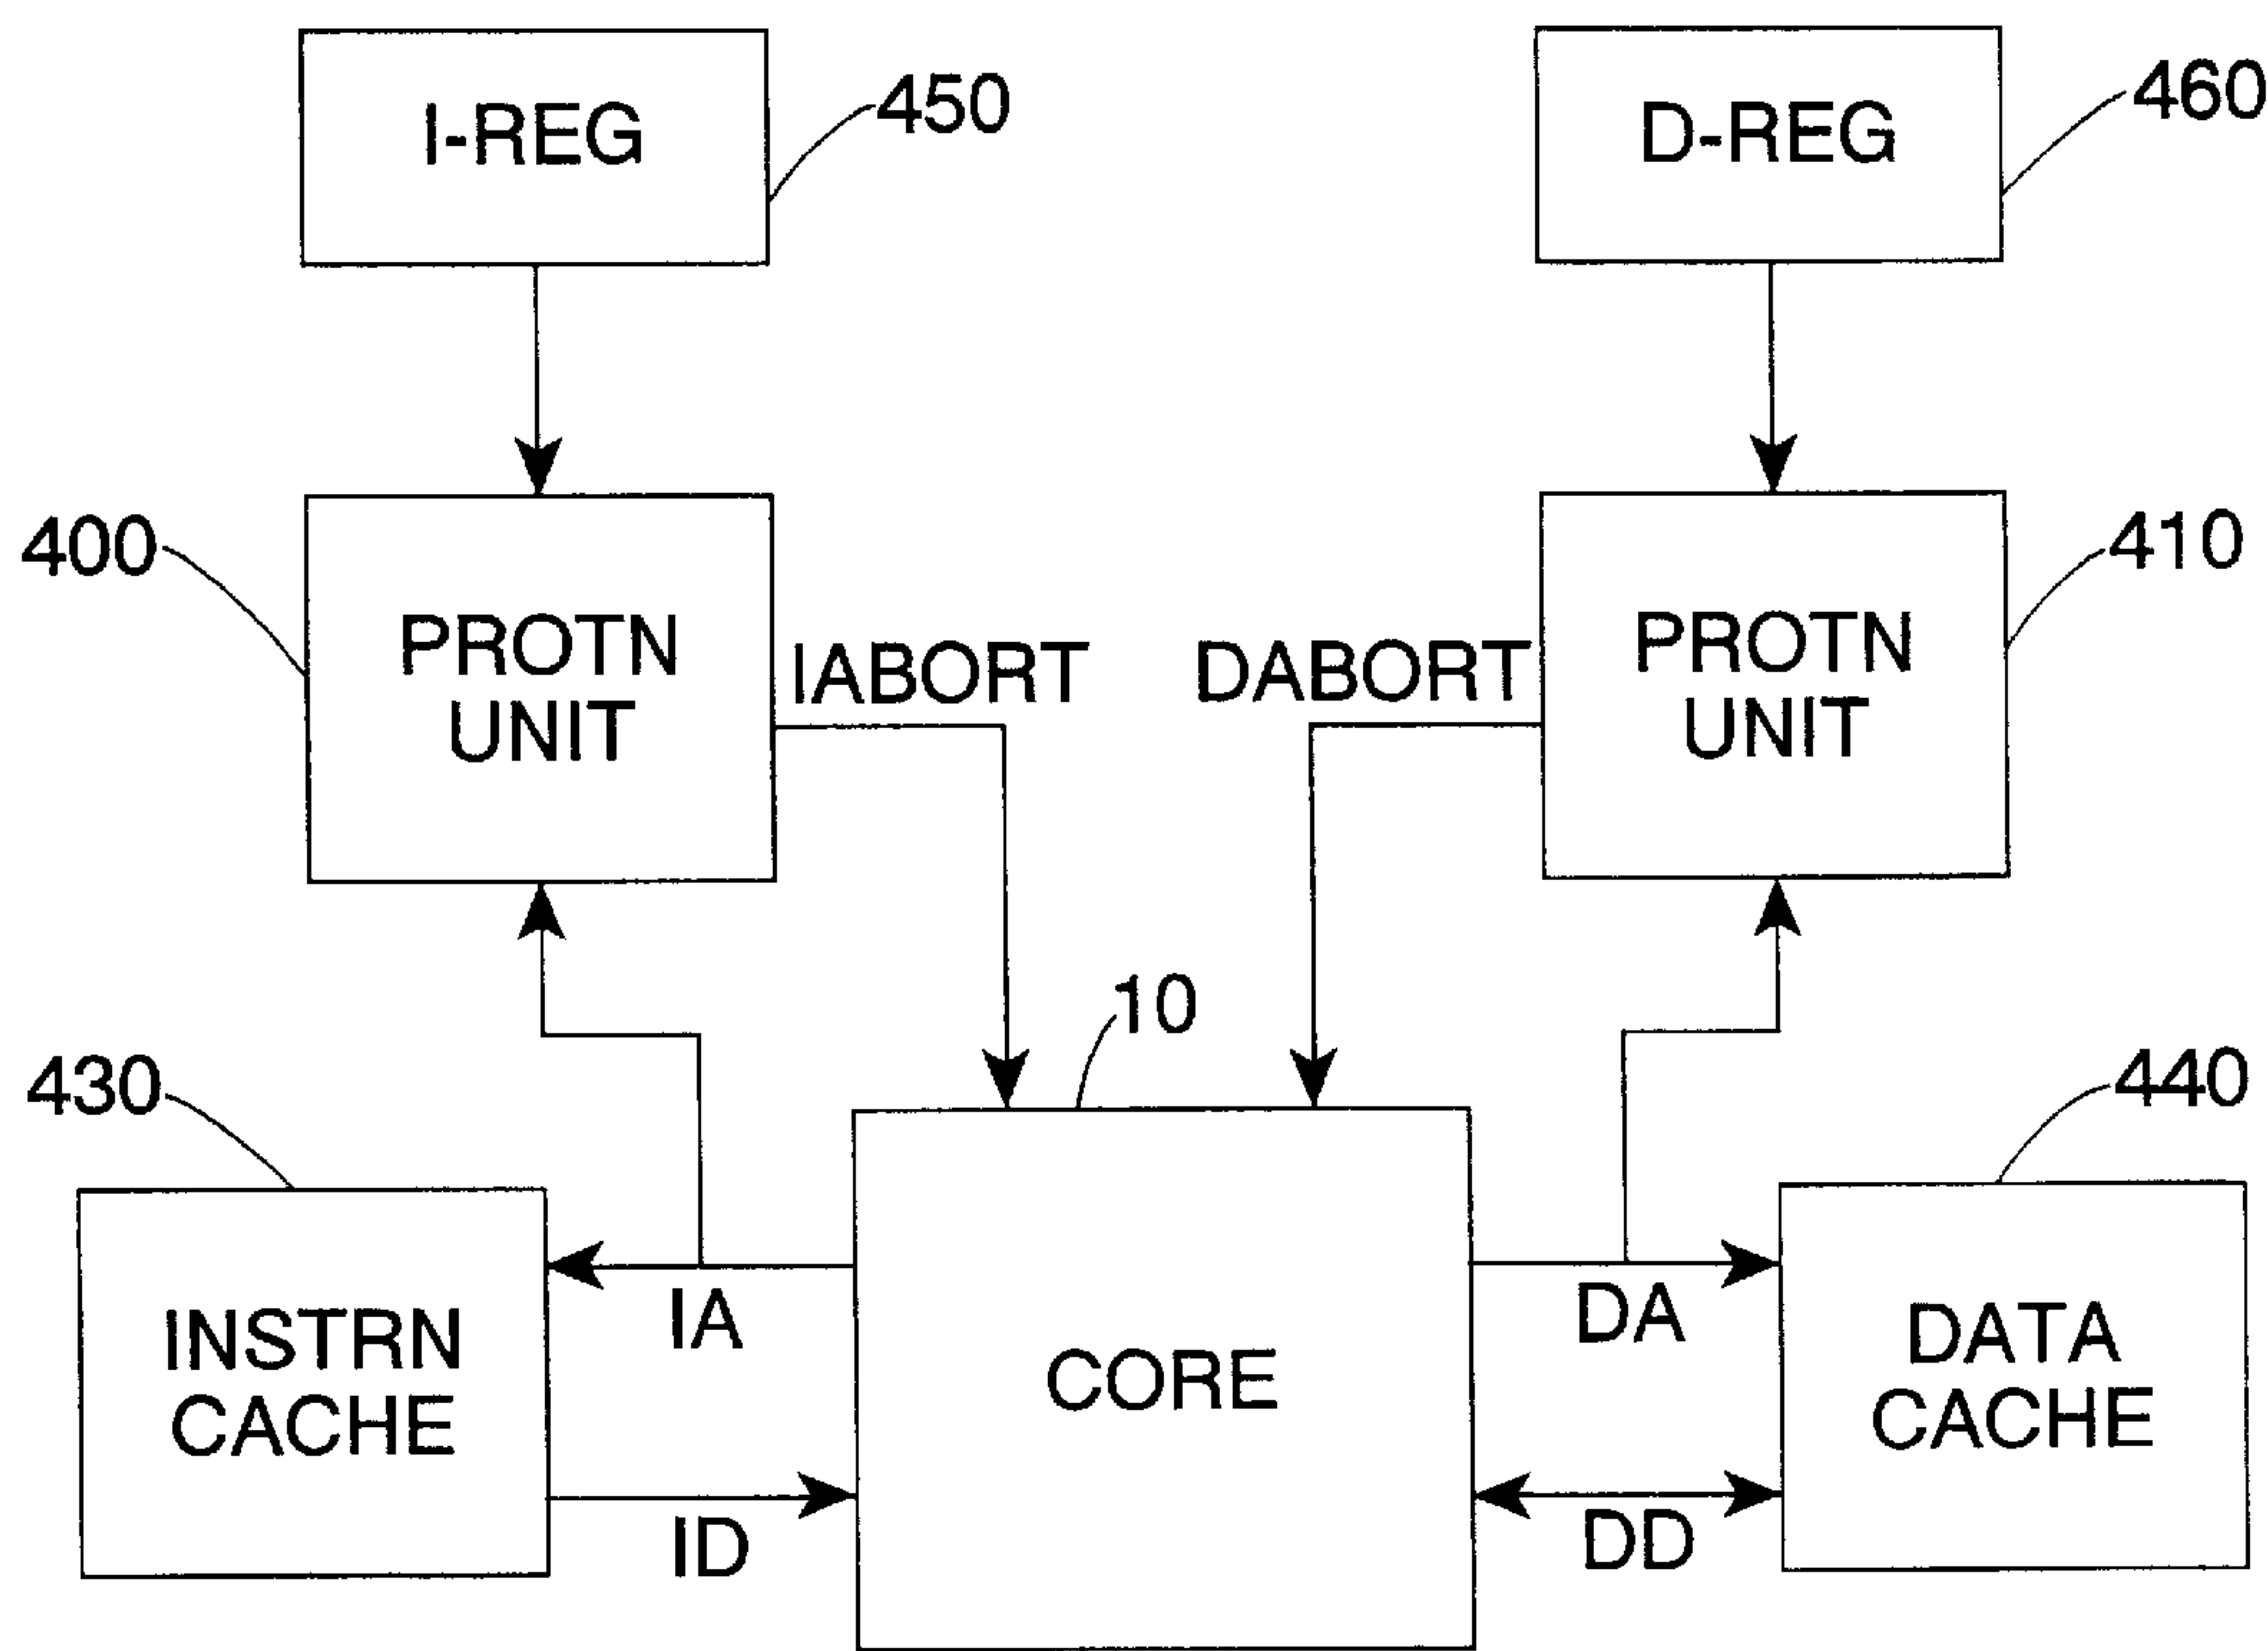 I-REG
450
D-REG
460
400
PROTN
UNIT
IABORT
DABORT
PROTN
UNIT
410
10
430
440
INSTRN
CACHE
IA
ID
CORE
DA
DD
DATA
CACHE